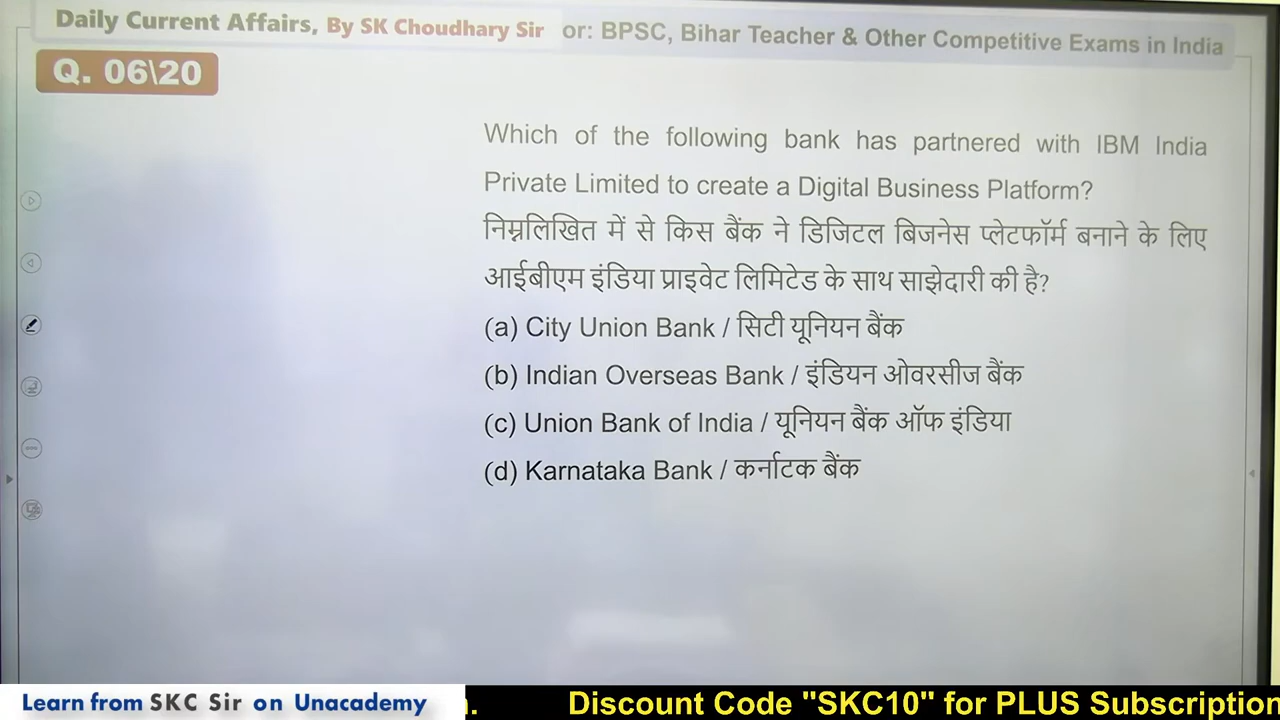 Daily Current Affairs, By SK Choudhary Sir or: BPSC, Bihar Teacher & Other Competitive Exams in India
Q. 06\20
Which of the following bank has partnered with IBM India
Private Limited to create a Digital Business Platform?
निम्नलिखित में से किस बैंक ने डिजिटल बिजनेस प्लेटफॉर्म बनाने के लिए
आईबीएम इंडिया प्राइवेट लिमिटेड के साथ साझेदारी की है?
(a) City Union Bank / सिटी यूनियन बैंक
(b) Indian Overseas Bank / इंडियन ओवरसीज बैंक
(c) Union Bank of India / यूनियन बैंक ऑफ इंडिया
(d) Karnataka Bank / कर्नाटक बैंक
Learn from SKC Sir on Unacademy
Discount Code "SKC10" for PLUS Subscription